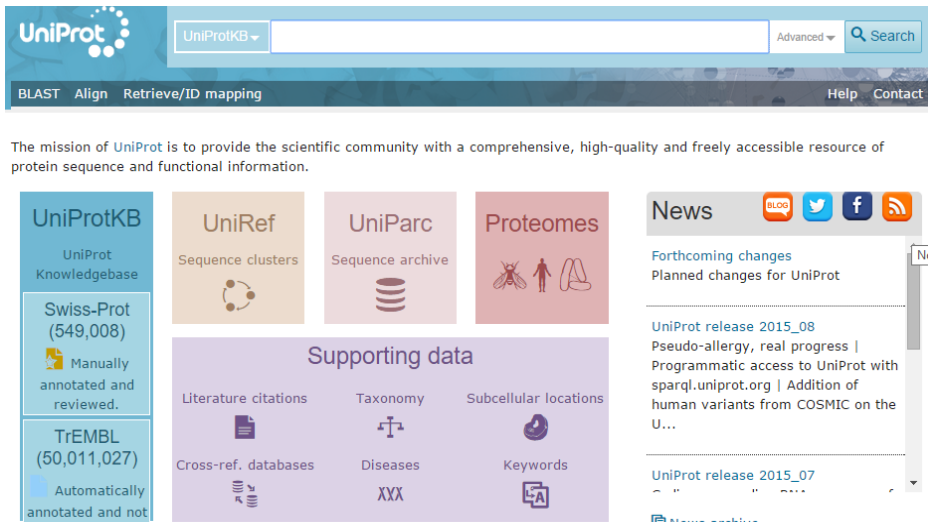 UniProt
UniProtKB
Advanced
Search
BLAST Align Retrieve/ID mapping
Help Contact
The mission of UniProt is to provide the scientific community with a comprehensive, high-quality and freely accessible resource of
protein sequence and functional information.
UniProtKB
UniProt
Knowledgebase
Swiss-Prot
(549,008)
Manually
annotated and
reviewed.
TrEMBL
(50,011,027)
Automatically
annotated and not
UniRef
Sequence clusters
UniParc
Sequence archive
Proteomes
Supporting data
Literature citations
Taxonomy
Subcellular locations
Cross-ref. databases
Diseases
Keywords
News
BLOG
Forthcoming changes
Planned changes for UniProt
UniProt release 2015_08
Pseudo-allergy, real progress |
Programmatic access to UniProt with
sparql.uniprot.org | Addition of
human variants from COSMIC on the
U...
UniProt release 2015_07
News archive